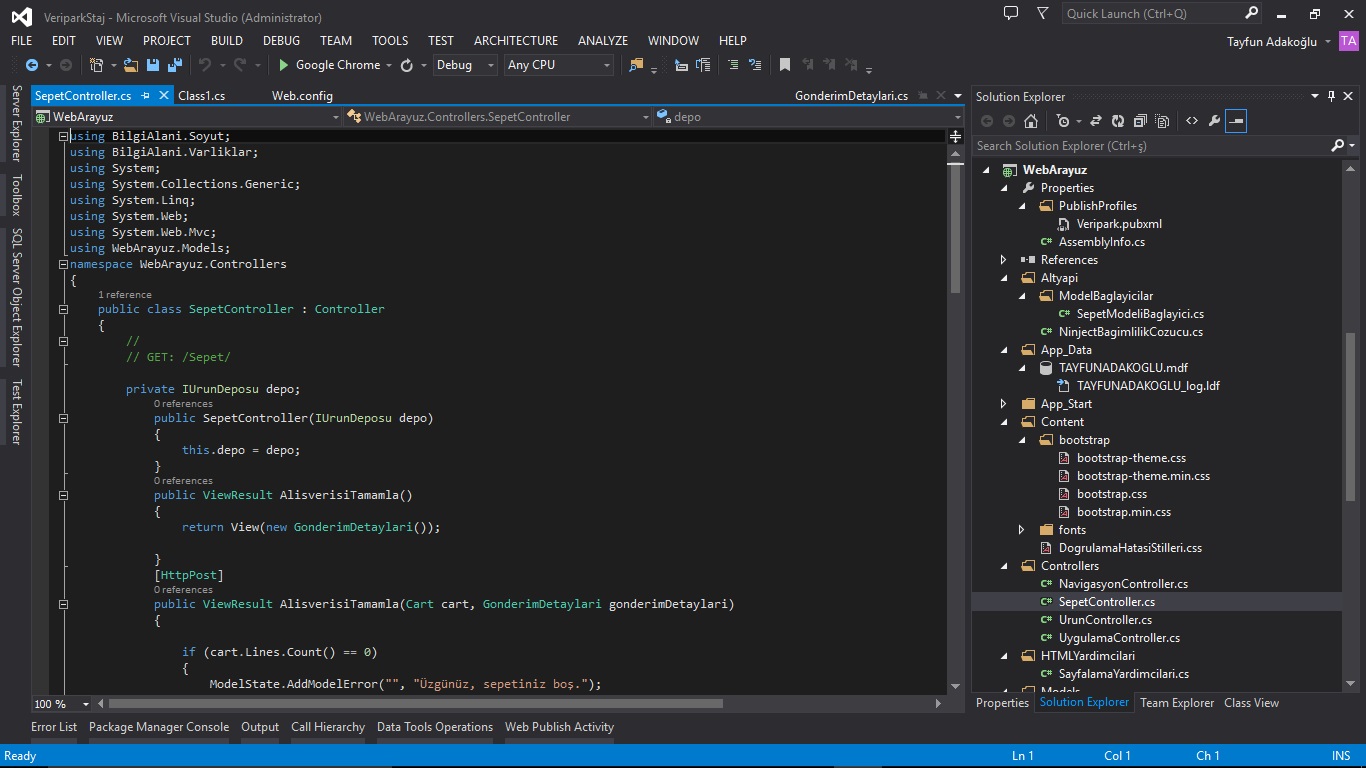 VeriparkStaj - Microsoft Visual Studio (Administrator)
Quick Launch (Ctrl+Q)
FILE EDIT VIEW PROJECT BUILD DEBUG TEAM TOOLS TEST ARCHITECTURE ANALYZE WINDOW HELP
Tayfun Adakoğlu TA
Google Chrome Debug Any CPU
Server Explorer
Toolbox
SQL Server Object Explorer
Test Explorer
SepetController.cs Class1.cs Web.config GonderimDetaylari.cs
WebArayuz WebArayuz.Controllers.SepetController depo
using BilgiAlani.Soyut;
using BilgiAlani.Varliklar;
using System;
using System.Collections.Generic;
using System.Linq;
using System.Web;
using System.Web.Mvc;
using WebArayuz.Models;
namespace WebArayuz.Controllers
{
1 reference
public class SepetController : Controller
{
//
// GET: /Sepet/
private IUrunDeposu depo;
0 references
public SepetController(IUrunDeposu depo)
{
this.depo = depo;
}
0 references
public ViewResult AlisverisiTamamla()
{
return View(new GonderimDetaylari());
}
[HttpPost]
0 references
public ViewResult AlisverisiTamamla(Cart cart, GonderimDetaylari gonderimDetaylari)
{
if (cart.Lines.Count() == 0)
{
ModelState.AddModelError("", "Üzgünüz, sepetiniz boş.");
100 %
Solution Explorer
Search Solution Explorer (Ctrl+ş)
WebArayuz
Properties
PublishProfiles
Veripark.pubxml
C# AssemblyInfo.cs
References
Altyapi
ModelBaglayicilar
C# SepetModeliBaglayici.cs
C# NinjectBagimlilikCozucu.cs
App_Data
TAYFUNADAKOGLU.mdf
TAYFUNADAKOGLU_log.ldf
App_Start
Content
bootstrap
bootstrap-theme.css
bootstrap-theme.min.css
bootstrap.css
bootstrap.min.css
fonts
DogrulamaHatasiStilleri.css
Controllers
C# NavigasyonController.cs
C# SepetController.cs
C# UrunController.cs
C# UygulamaController.cs
HTMLYardimcilari
C# SayfalamaYardimcilari.cs
Models
Properties Solution Explorer Team Explorer Class View
Error List Package Manager Console Output Call Hierarchy Data Tools Operations Web Publish Activity
Ready Ln 1 Col 1 Ch 1 INS